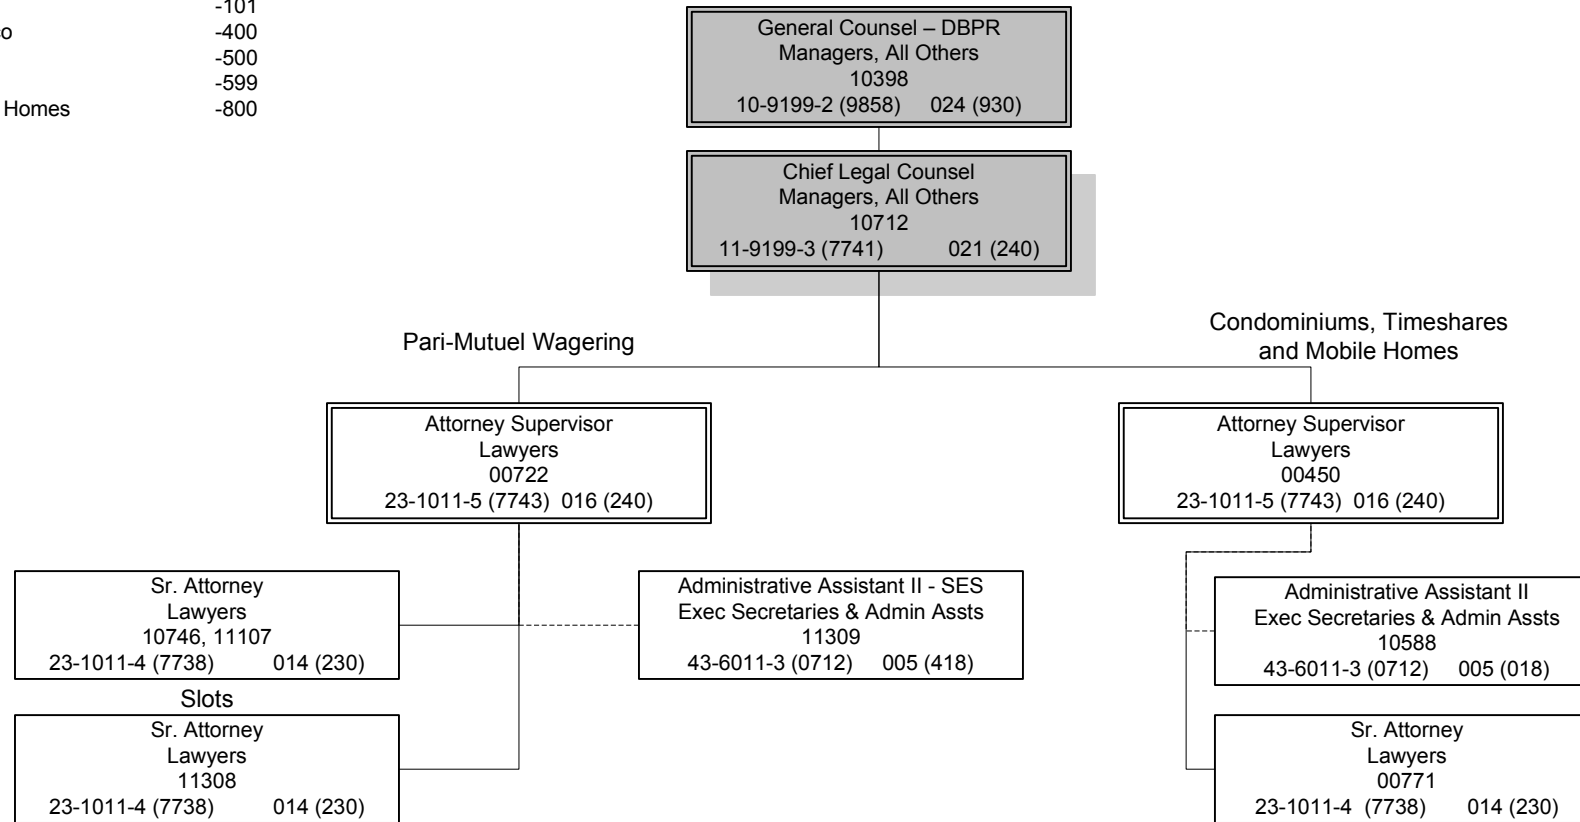 -101
-400
-500
-599
Homes -800
General Counsel – DBPR
Managers, All Others
10398
10-9199-2 (9858) 024 (930)
Chief Legal Counsel
Managers, All Others
10712
11-9199-3 (7741) 021 (240)
Pari-Mutuel Wagering
Condominiums, Timeshares
and Mobile Homes
Attorney Supervisor
Lawyers
00722
23-1011-5 (7743) 016 (240)
Attorney Supervisor
Lawyers
00450
23-1011-5 (7743) 016 (240)
Sr. Attorney
Lawyers
10746, 11107
23-1011-4 (7738) 014 (230)
Administrative Assistant II - SES
Exec Secretaries & Admin Assts
11309
43-6011-3 (0712) 005 (418)
Administrative Assistant II
Exec Secretaries & Admin Assts
10588
43-6011-3 (0712) 005 (018)
Slots
Sr. Attorney
Lawyers
11308
23-1011-4 (7738) 014 (230)
Sr. Attorney
Lawyers
00771
23-1011-4 (7738) 014 (230)